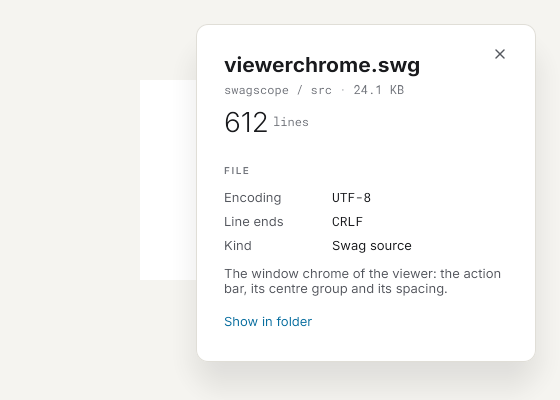 viewerchrome.swg
swagscope / src · 24.1 KB
612 lines
FILE
Encoding UTF-8
Line ends CRLF
Kind Swag source
The window chrome of the viewer: the action
bar, its centre group and its spacing.
Show in folder